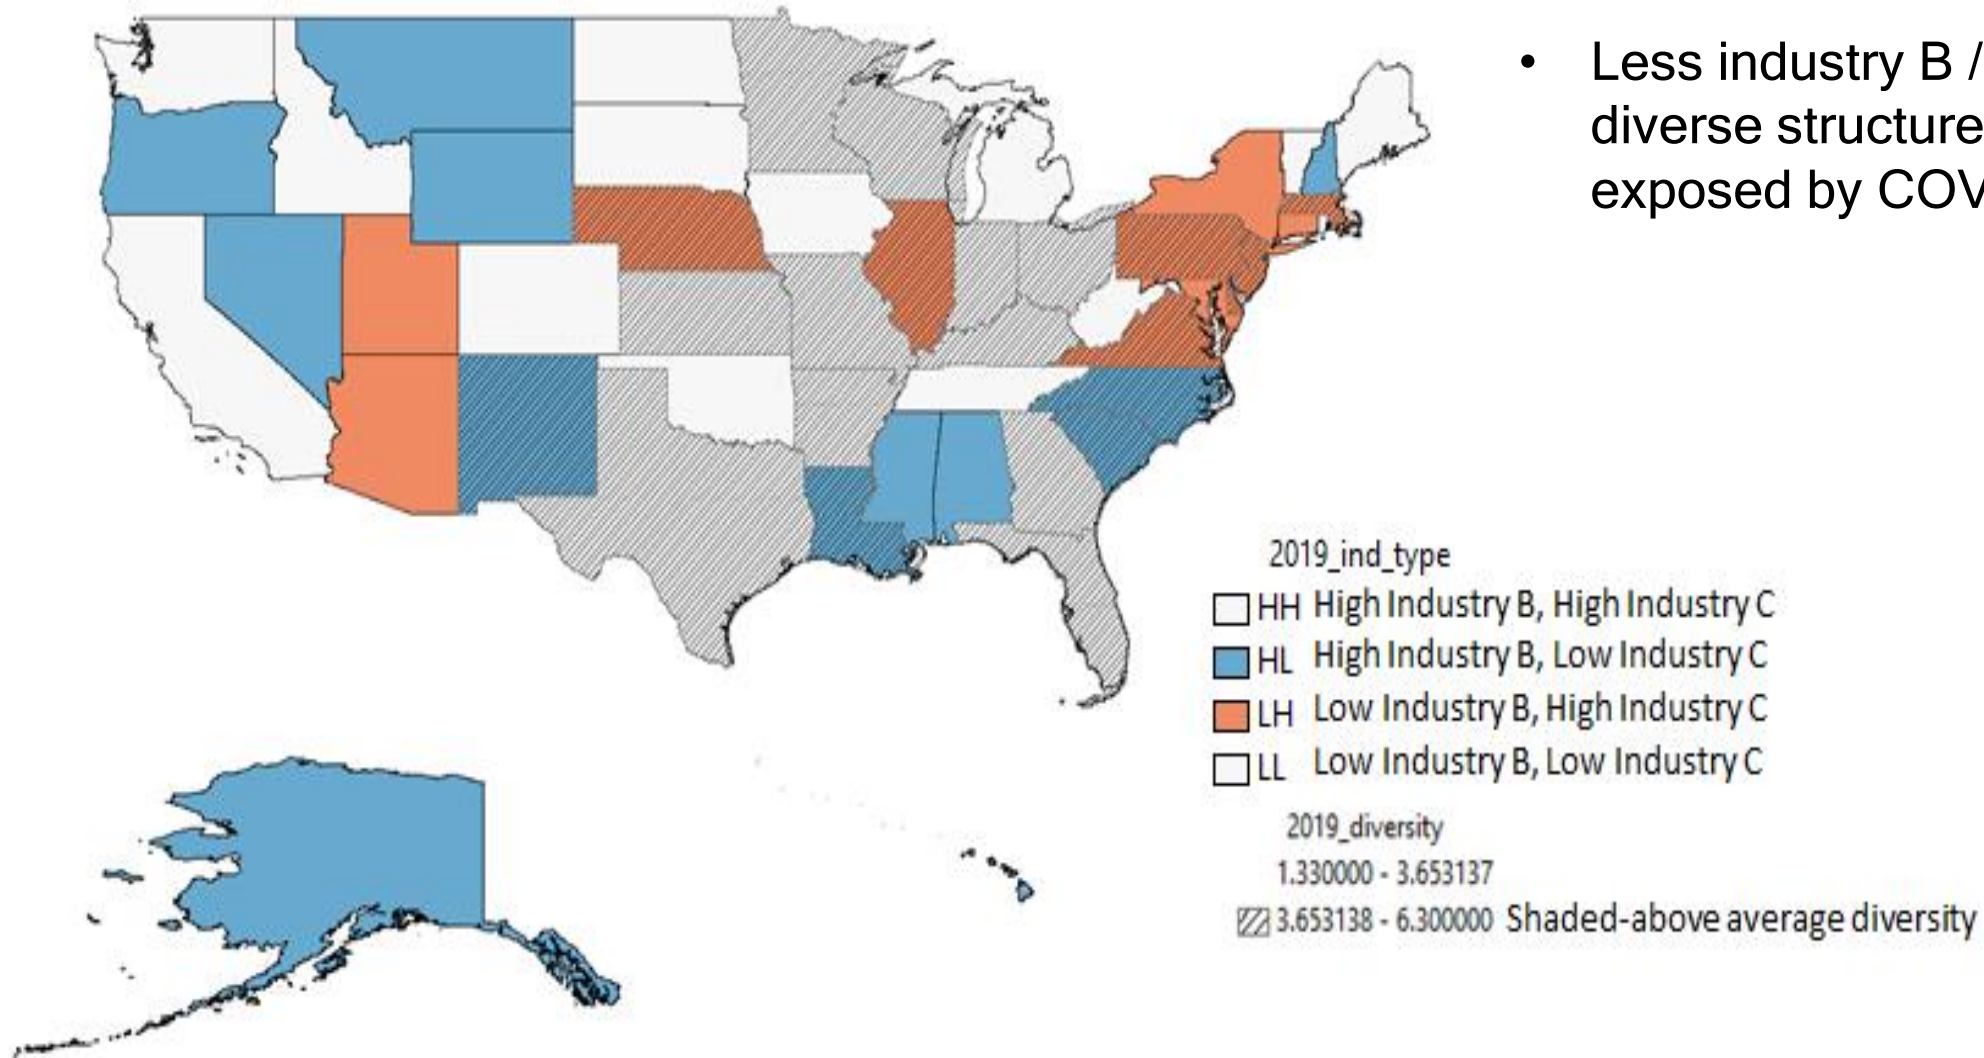 • Less industry B /
diverse structure
exposed by COV
2019_ind_type
HH High Industry B, High Industry C
HL High Industry B, Low Industry C
LH Low Industry B, High Industry C
LL Low Industry B, Low Industry C
2019_diversity
1.330000 - 3.653137
3.653138 - 6.300000 Shaded-above average diversity